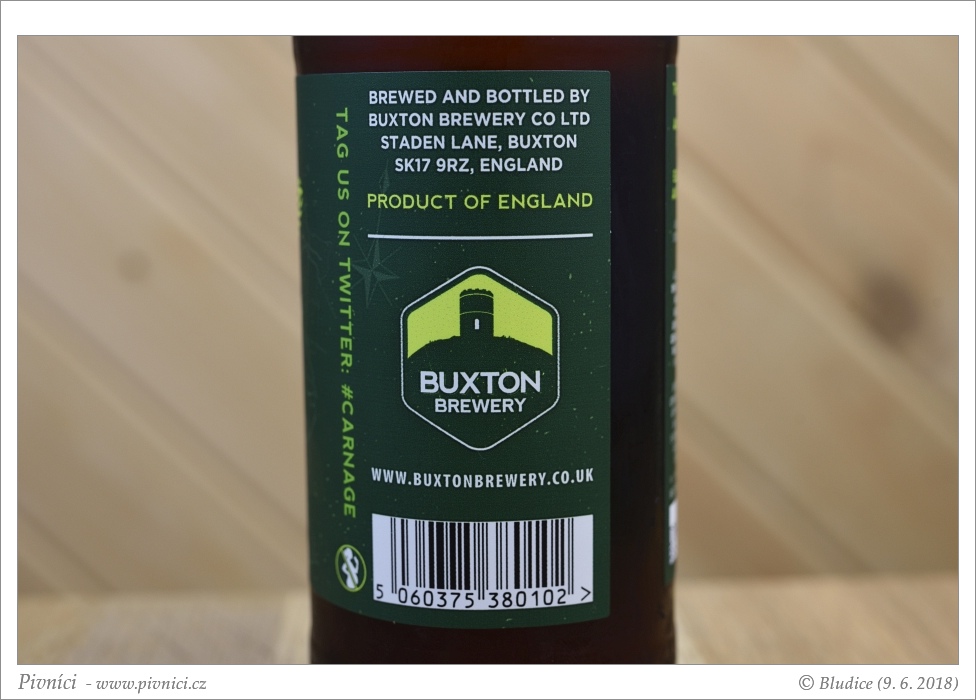 BREWED AND BOTTLED BY
BUXTON BREWERY CO LTD
STADEN LANE, BUXTON
SK17 9RZ, ENGLAND
PRODUCT OF ENGLAND
TAG US ON TWITTER: #CARNAGE
BUXTON
BREWERY
WWW.BUXTONBREWERY.CO.UK
5 060375 380102 >
Pivníci - www.pivnici.cz
© Bludice (9. 6. 2018)